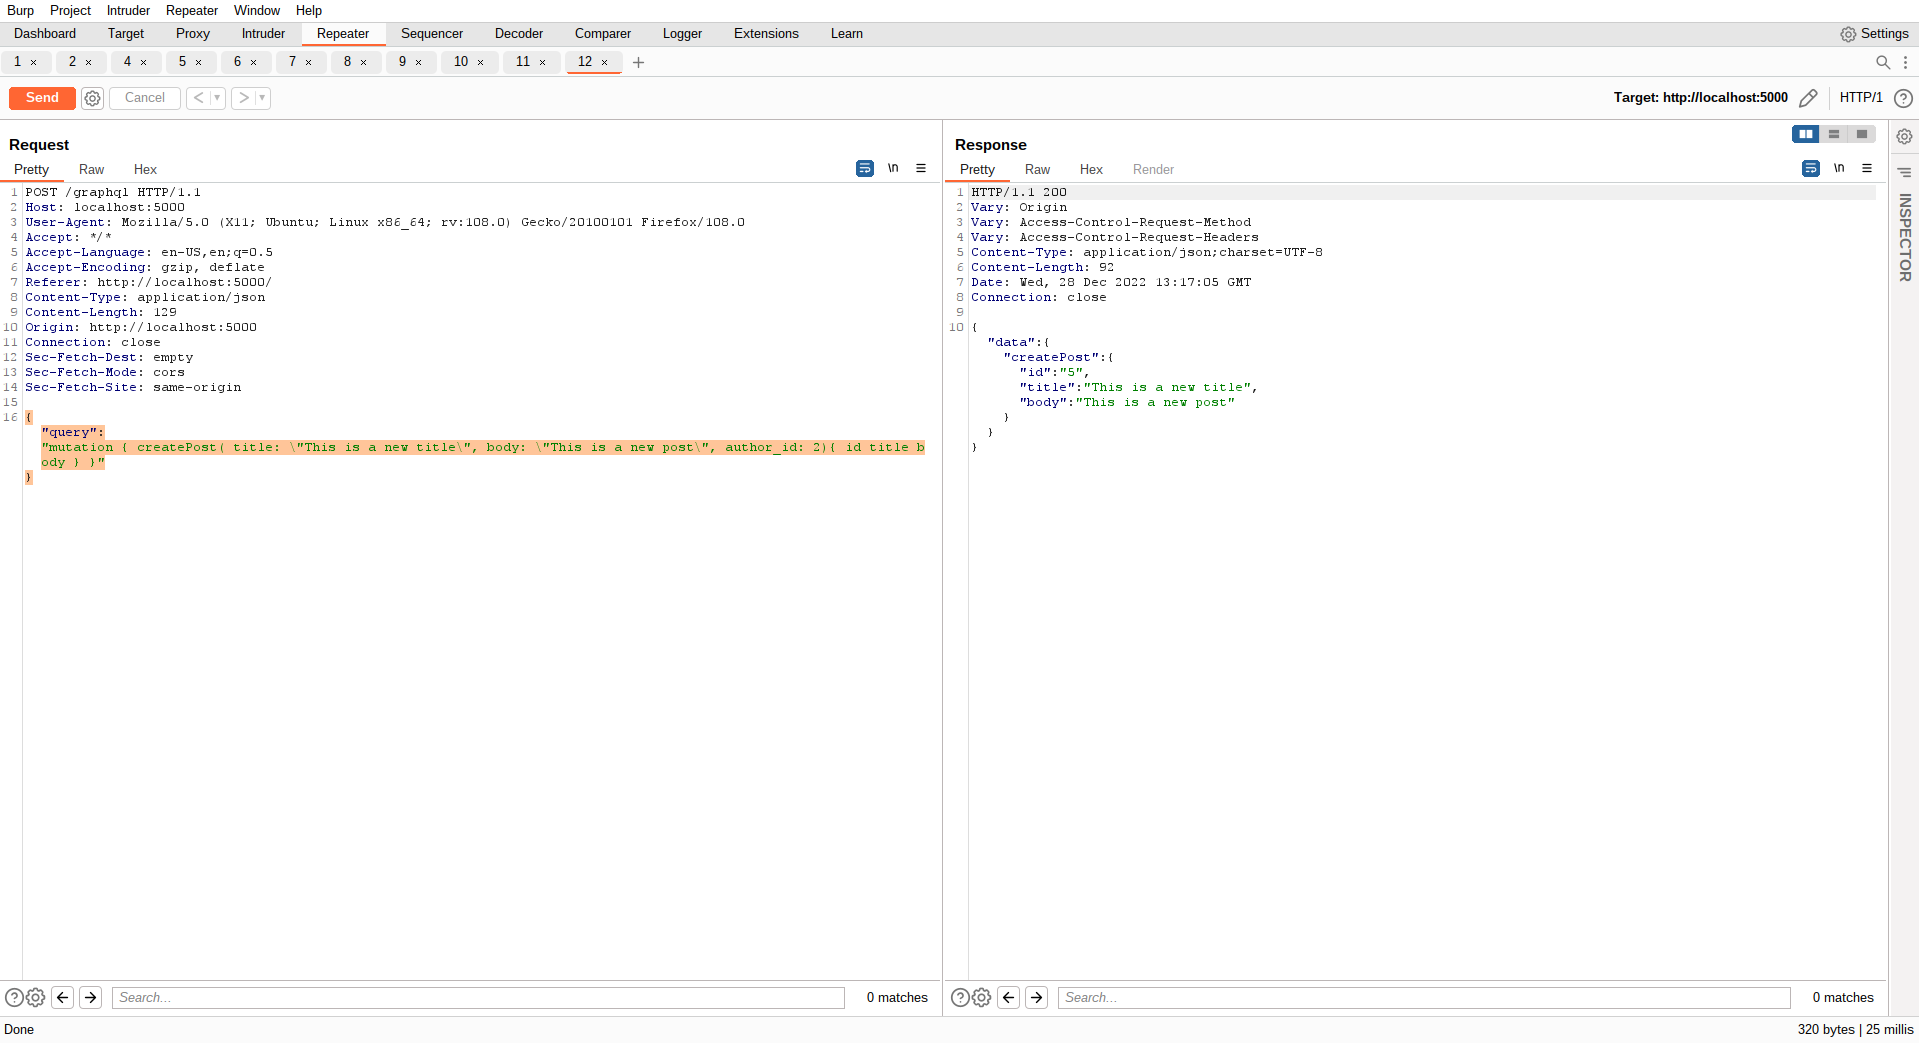 Burp Project Intruder Repeater Window Help
Dashboard Target Proxy Intruder Repeater Sequencer Decoder Comparer Logger Extensions Learn Settings
1 × 2 × 4 × 5 × 6 × 7 × 8 × 9 × 10 × 11 × 12 × +
Send Cancel < > Target: http://localhost:5000 HTTP/1
Request
Pretty Raw Hex \n
1 POST /graphql HTTP/1.1
2 Host: localhost:5000
3 User-Agent: Mozilla/5.0 (X11; Ubuntu; Linux x86_64; rv:108.0) Gecko/20100101 Firefox/108.0
4 Accept: */*
5 Accept-Language: en-US,en;q=0.5
6 Accept-Encoding: gzip, deflate
7 Referer: http://localhost:5000/
8 Content-Type: application/json
9 Content-Length: 129
10 Origin: http://localhost:5000
11 Connection: close
12 Sec-Fetch-Dest: empty
13 Sec-Fetch-Mode: cors
14 Sec-Fetch-Site: same-origin
15
16 {
"query":
"mutation { createPost( title: \"This is a new title\", body: \"This is a new post\", author_id: 2){ id title b
ody } }"
}
Search...
0 matches
Response
Pretty Raw Hex Render \n
1 HTTP/1.1 200
2 Vary: Origin
3 Vary: Access-Control-Request-Method
4 Vary: Access-Control-Request-Headers
5 Content-Type: application/json;charset=UTF-8
6 Content-Length: 92
7 Date: Wed, 28 Dec 2022 13:17:05 GMT
8 Connection: close
9
10 {
"data":{
"createPost":{
"id":"5",
"title":"This is a new title",
"body":"This is a new post"
}
}
}
Search...
0 matches
INSPECTOR
Done
320 bytes | 25 millis